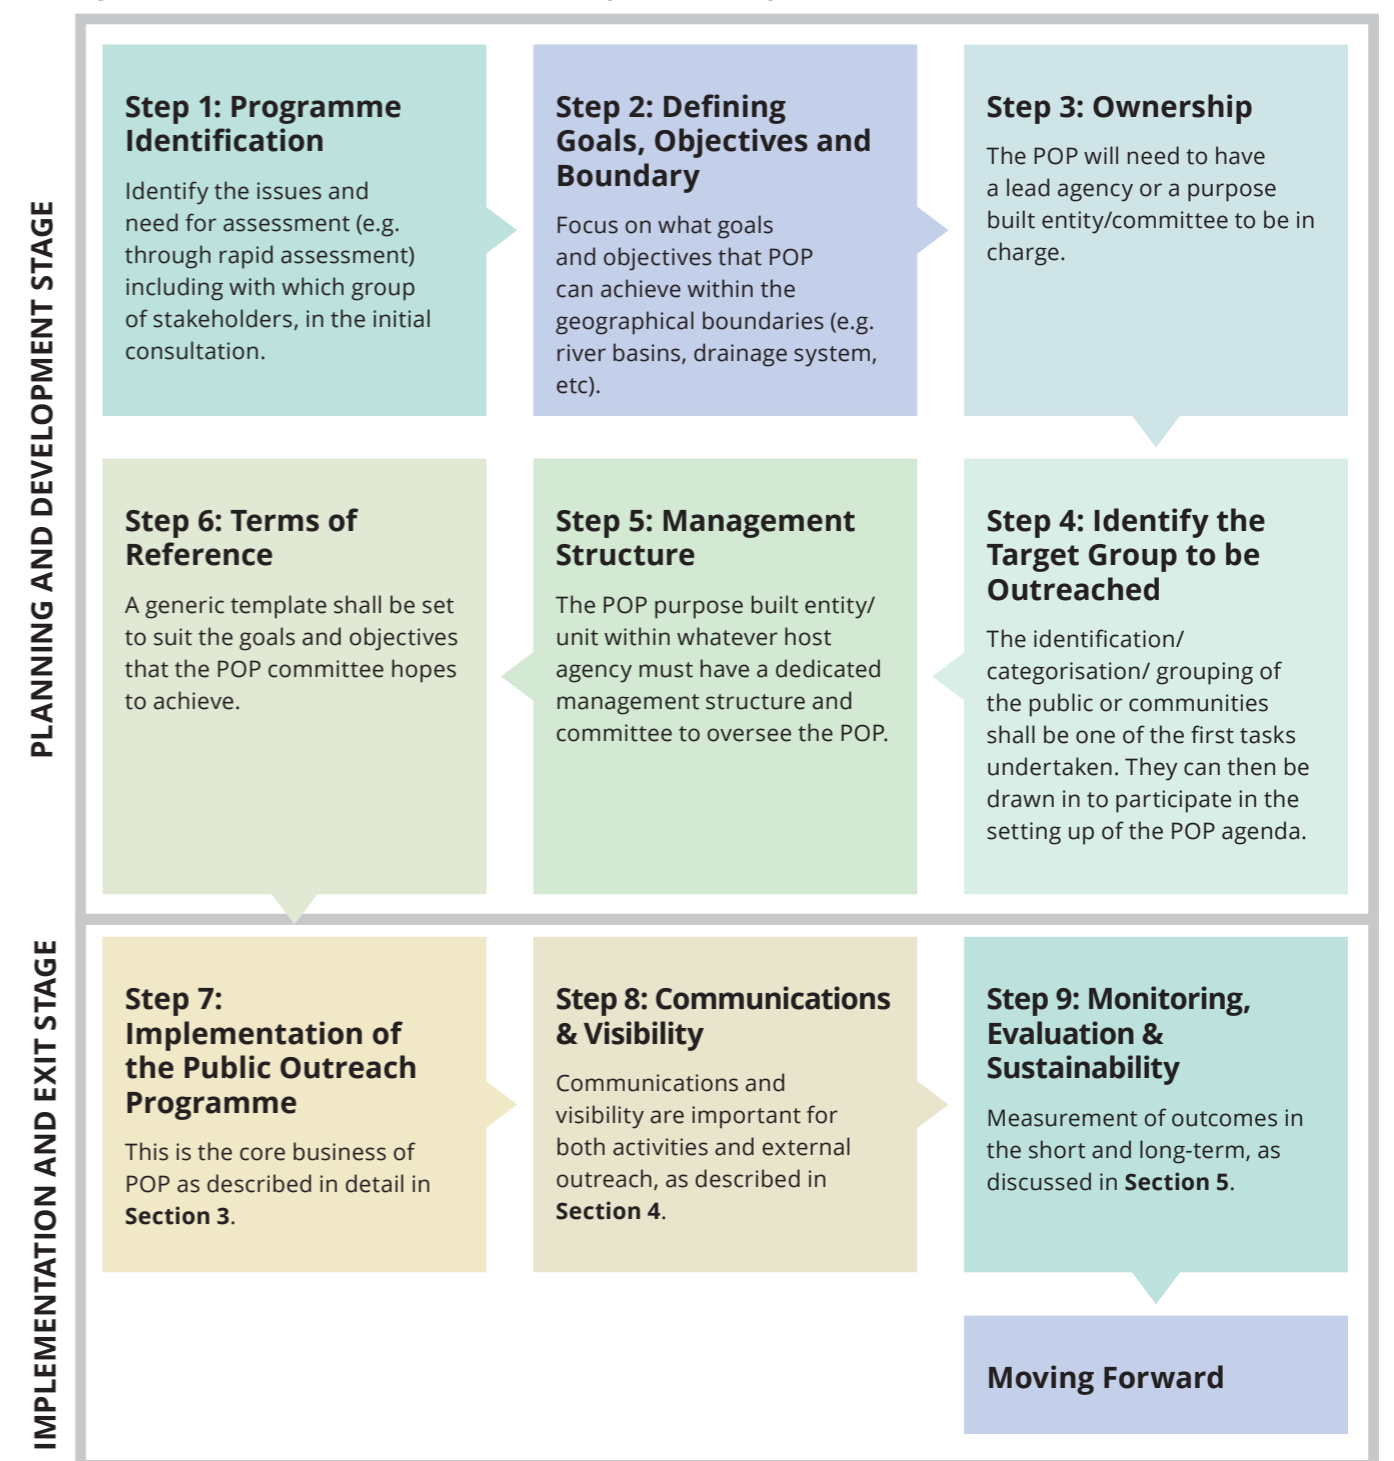 PLANNING AND DEVELOPMENT STAGE
Step 1: Programme
Identification
Identify the issues and
need for assessment (e.g.
through rapid assessment)
including with which group
of stakeholders, in the initial
consultation.
Step 2: Defining
Goals, Objectives and
Boundary
Focus on what goals
and objectives that POP
can achieve within the
geographical boundaries (e.g.
river basins, drainage system,
etc).
Step 3: Ownership
The POP will need to have
a lead agency or a purpose
built entity/committee to be in
charge.
Step 4: Identify the
Target Group to be
Outreached
The identification/
categorisation/ grouping of
the public or communities
shall be one of the first tasks
undertaken. They can then be
drawn in to participate in the
setting up of the POP agenda.
Step 5: Management
Structure
The POP purpose built entity/
unit within whatever host
agency must have a dedicated
management structure and
committee to oversee the POP.
Step 6: Terms of
Reference
A generic template shall be set
to suit the goals and objectives
that the POP committee hopes
to achieve.
IMPLEMENTATION AND EXIT STAGE
Step 7:
Implementation of
the Public Outreach
Programme
This is the core business of
POP as described in detail in
Section 3.
Step 8: Communications
& Visibility
Communications and
visibility are important for
both activities and external
outreach, as described in
Section 4.
Step 9: Monitoring,
Evaluation &
Sustainability
Measurement of outcomes in
the short and long-term, as
discussed in Section 5.
Moving Forward